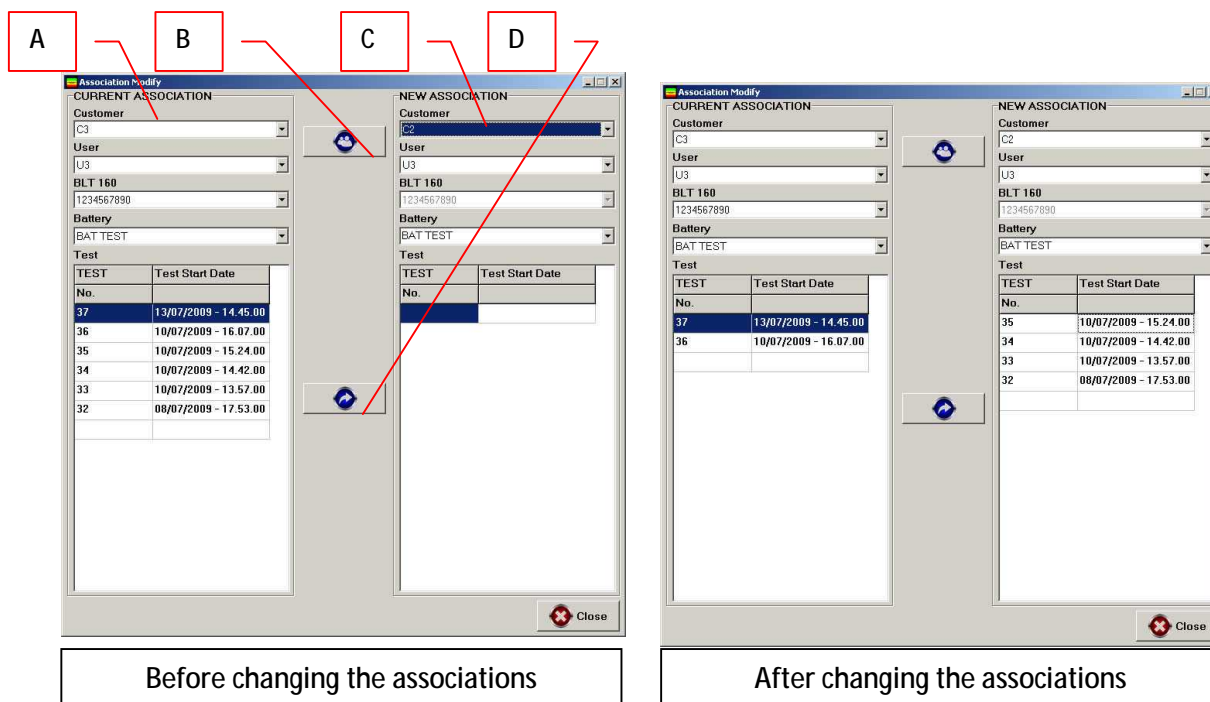 A B C D
Association Modify
CURRENT ASSOCIATION
Customer
C3
User
U3
BLT 160
1234567890
Battery
BAT TEST
Test
TEST Test Start Date
No.
37 13/07/2009 - 14.45.00
36 10/07/2009 - 16.07.00
35 10/07/2009 - 15.24.00
34 10/07/2009 - 14.42.00
33 10/07/2009 - 13.57.00
32 08/07/2009 - 17.53.00
NEW ASSOCIATION
Customer
C2
User
U3
BLT 160
1234567890
Battery
BAT TEST
Test
TEST Test Start Date
No.
Close
Before changing the associations
Association Modify
CURRENT ASSOCIATION
Customer
C3
User
U3
BLT 160
1234567890
Battery
BAT TEST
Test
TEST Test Start Date
No.
37 13/07/2009 - 14.45.00
36 10/07/2009 - 16.07.00
NEW ASSOCIATION
Customer
C2
User
U3
BLT 160
1234567890
Battery
BAT TEST
Test
TEST Test Start Date
No.
35 10/07/2009 - 15.24.00
34 10/07/2009 - 14.42.00
33 10/07/2009 - 13.57.00
32 08/07/2009 - 17.53.00
Close
After changing the associations